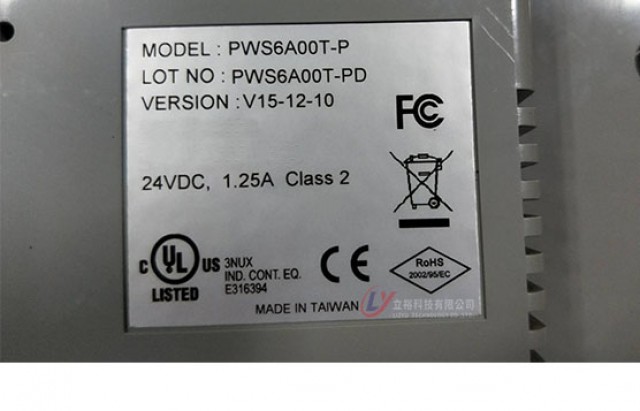 MODEL : PWS6A00T-P
LOT NO : PWS6A00T-PD
VERSION : V15-12-10
FC
24VDC, 1.25A Class 2
C UL US
LISTED
3NUX
IND. CONT. EQ.
E316394
CE
RoHS
2002/95/EC
MADE IN TAIWAN
LY 立裕科技有限公司